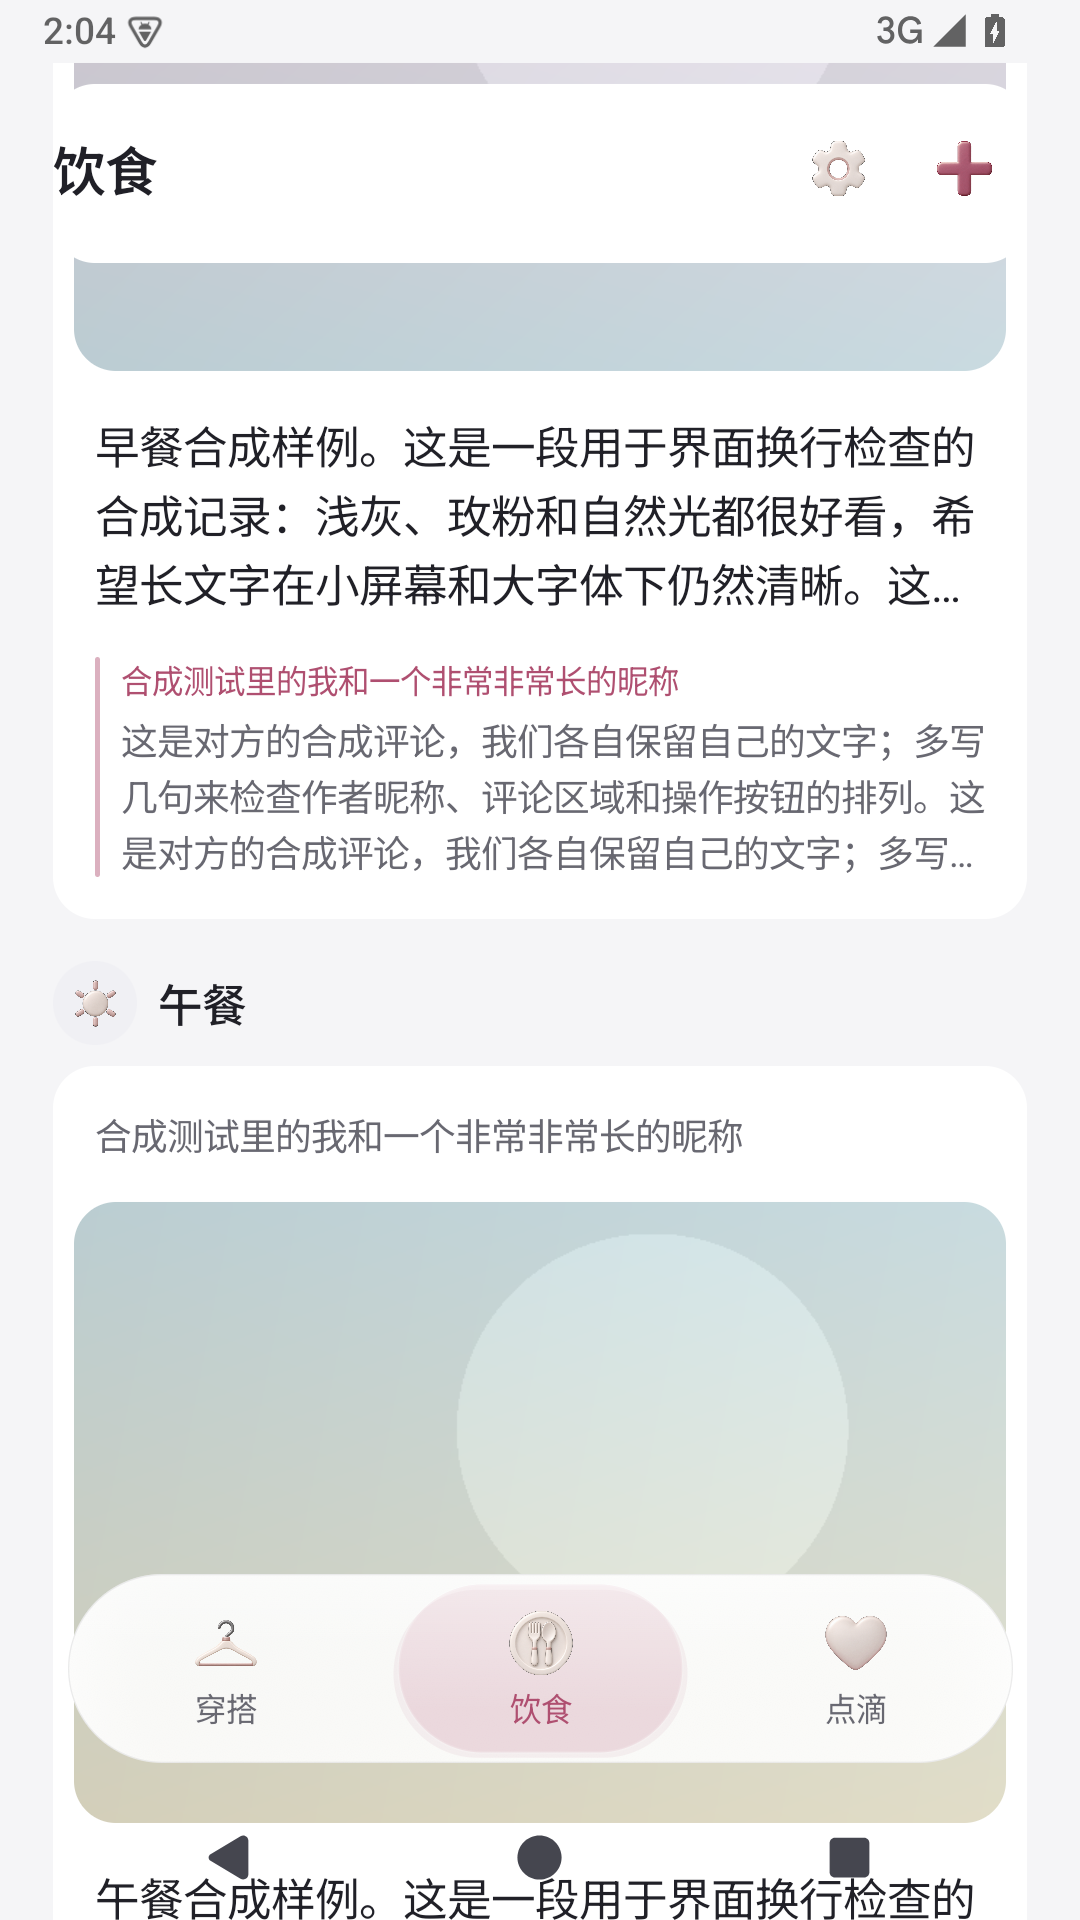 2:04
3G
饮食
早餐合成样例。这是一段用于界面换行检查的
合成记录：浅灰、玫粉和自然光都很好看，希
望长文字在小屏幕和大字体下仍然清晰。这…
合成测试里的我和一个非常非常长的昵称
这是对方的合成评论，我们各自保留自己的文字；多写
几句来检查作者昵称、评论区域和操作按钮的排列。这
是对方的合成评论，我们各自保留自己的文字；多写…
午餐
合成测试里的我和一个非常非常长的昵称
穿搭
饮食
点滴
午餐合成样例。这是一段用于界面换行检查的